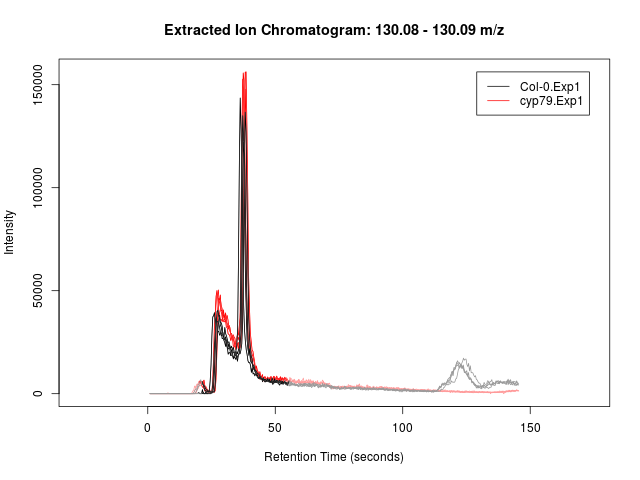 Extracted Ion Chromatogram: 130.08 - 130.09 m/z
Col-0.Exp1
cyp79.Exp1
Intensity
150000
100000
50000
0
0 50 100 150
Retention Time (seconds)